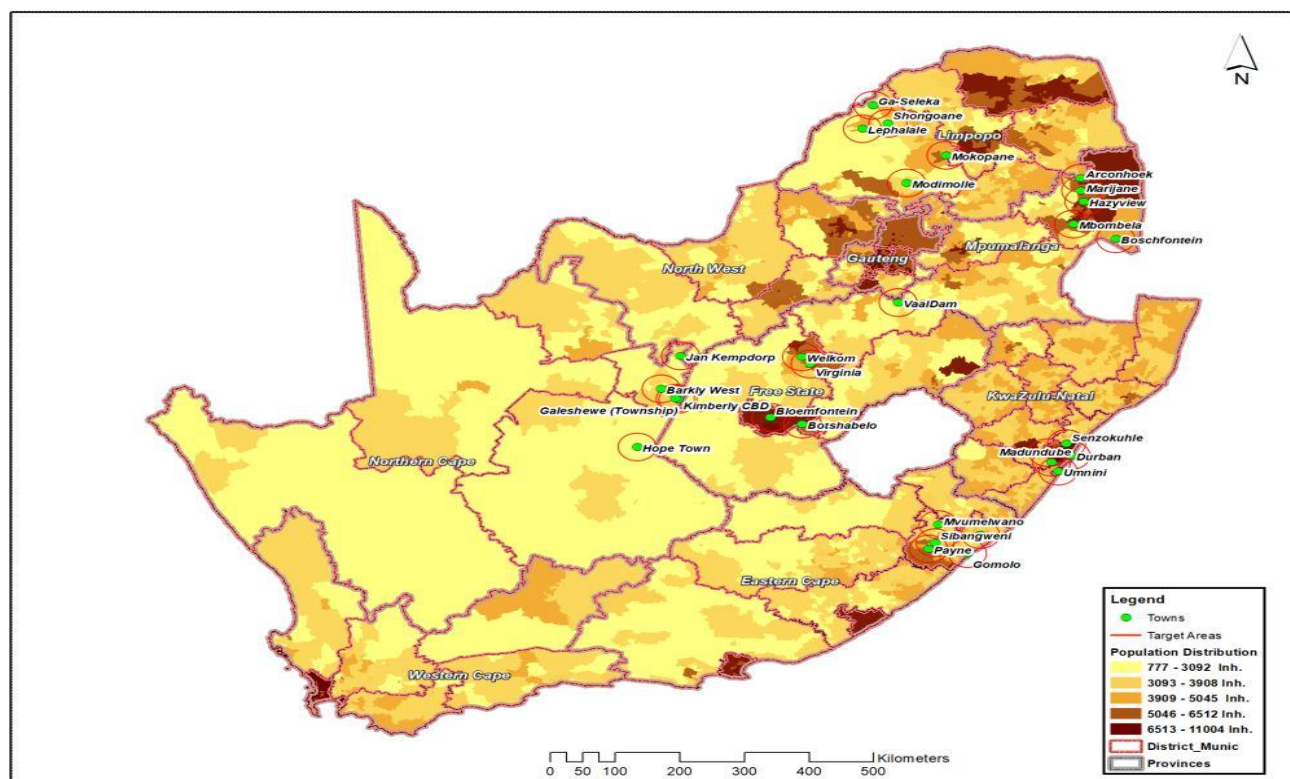 N
Ga-Seleka
Shongoane
Lephalale
Limpopo
Mokopane
Arconhoek
Modimolle
Marijane
Hazyview
Mbombela
Boschfontein
Mpumalanga
Gauteng
North West
VaalDam
Jan Kempdorp
Welkom
Virginia
Barkly West
Free State
Kimberly CBD
KwaZulu-Natal
Galeshewe (Township)
Bloemfontein
Botshabelo
Senzokuhle
Hope Town
Madundube
Durban
Northern Cape
Umnini
Mvumelwano
Sibangweni
Payne
Gomolo
Eastern Cape
Western Cape
Legend
Towns
Target Areas
Population Distribution
777 - 3092 Inh.
3093 - 3908 Inh.
3909 - 5045 Inh.
5046 - 6512 Inh.
6513 - 11004 Inh.
District_Munic
Provinces
Kilometers
0 50 100 200 300 400 500